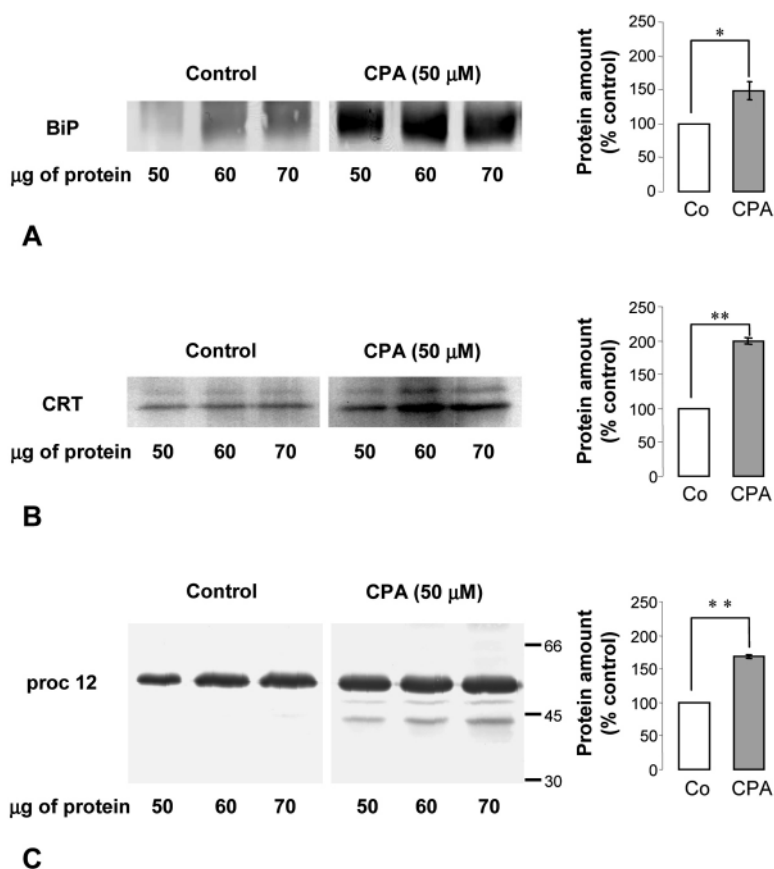 Control CPA (50 μM)
BiP
μg of protein 50 60 70 50 60 70
Protein amount
(% control)
250
200
150
100
50
0
*
Co CPA
A
Control CPA (50 μM)
CRT
μg of protein 50 60 70 50 60 70
Protein amount
(% control)
250
200
150
100
50
0
**
Co CPA
B
Control CPA (50 μM)
proc 12
66
45
30
μg of protein 50 60 70 50 60 70
Protein amount
(% control)
250
200
150
100
50
0
* *
Co CPA
C